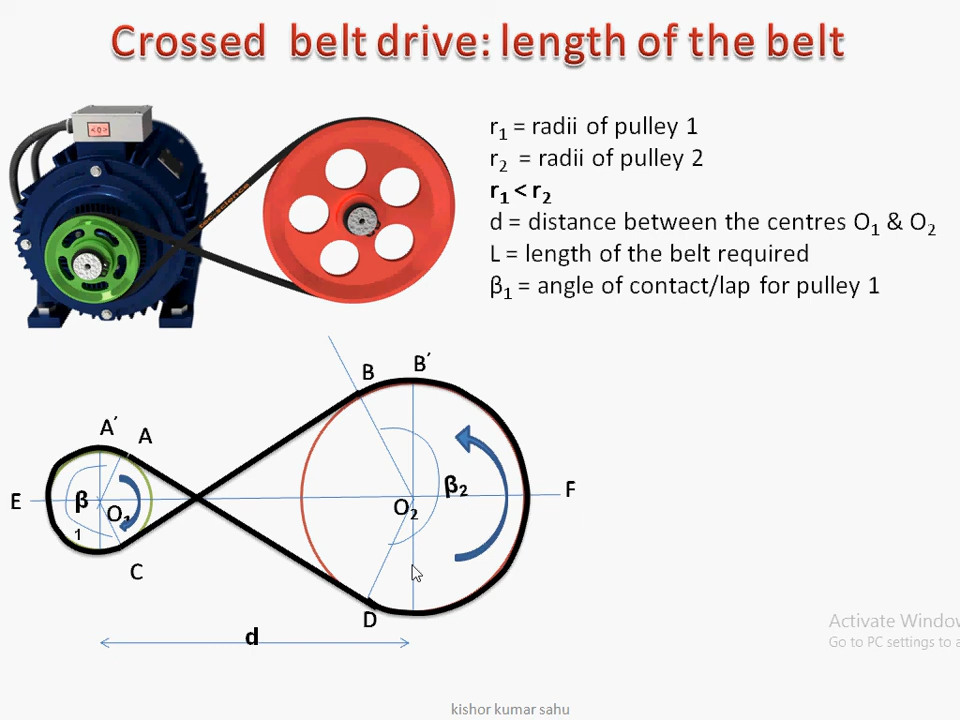 Crossed belt drive: length of the belt
<0>
r₁ = radii of pulley 1
r₂ = radii of pulley 2
r₁ < r₂
d = distance between the centres O₁ & O₂
L = length of the belt required
β₁ = angle of contact/lap for pulley 1
B
B′
A′
A
E
β
1
O₁
O₂
β₂
F
C
D
d
Activate Window
Go to PC settings to a
kishor kumar sahu